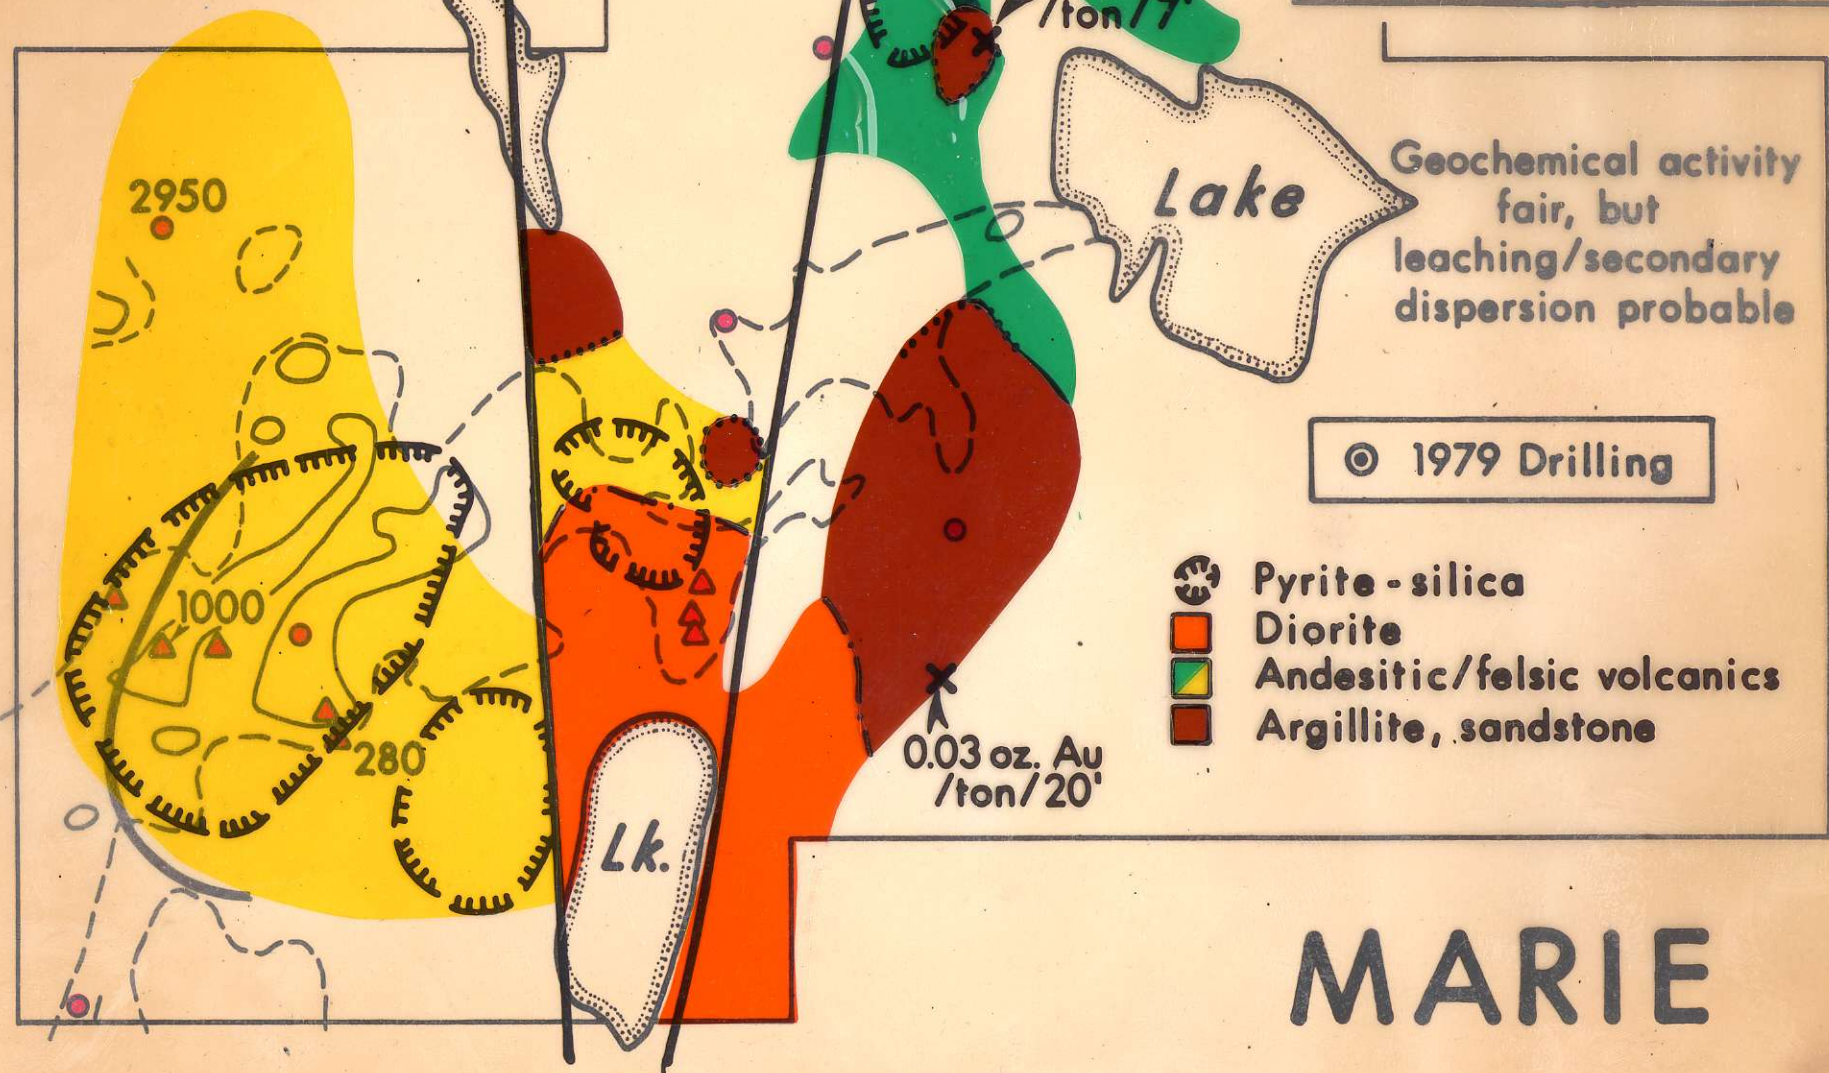 /ton/7'
2950
Lake
Geochemical activity
fair, but
leaching/secondary
dispersion probable
1979 Drilling
Pyrite-silica
Diorite
Andesitic/felsic volcanics
Argillite, sandstone
1000
280
0.03 oz. Au
/ton/20'
Lk.
MARIE